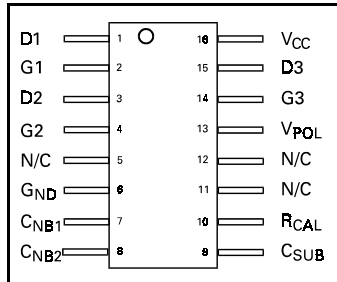 D1 1 16 VCC
G1 2 15 D3
D2 3 14 G3
G2 4 13 VPOL
N/C 5 12 N/C
GND 6 11 N/C
CNB1 7 10 RCAL
CNB2 8 9 CSUB